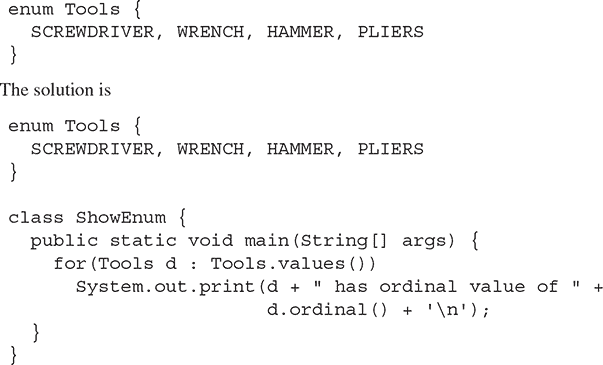 enum Tools {
  SCREWDRIVER, WRENCH, HAMMER, PLIERS
}
The solution is
enum Tools {
  SCREWDRIVER, WRENCH, HAMMER, PLIERS
}
class ShowEnum {
  public static void main(String[] args) {
    for(Tools d : Tools.values())
      System.out.print(d + " has ordinal value of " +
                       d.ordinal() + '\n');
  }
}